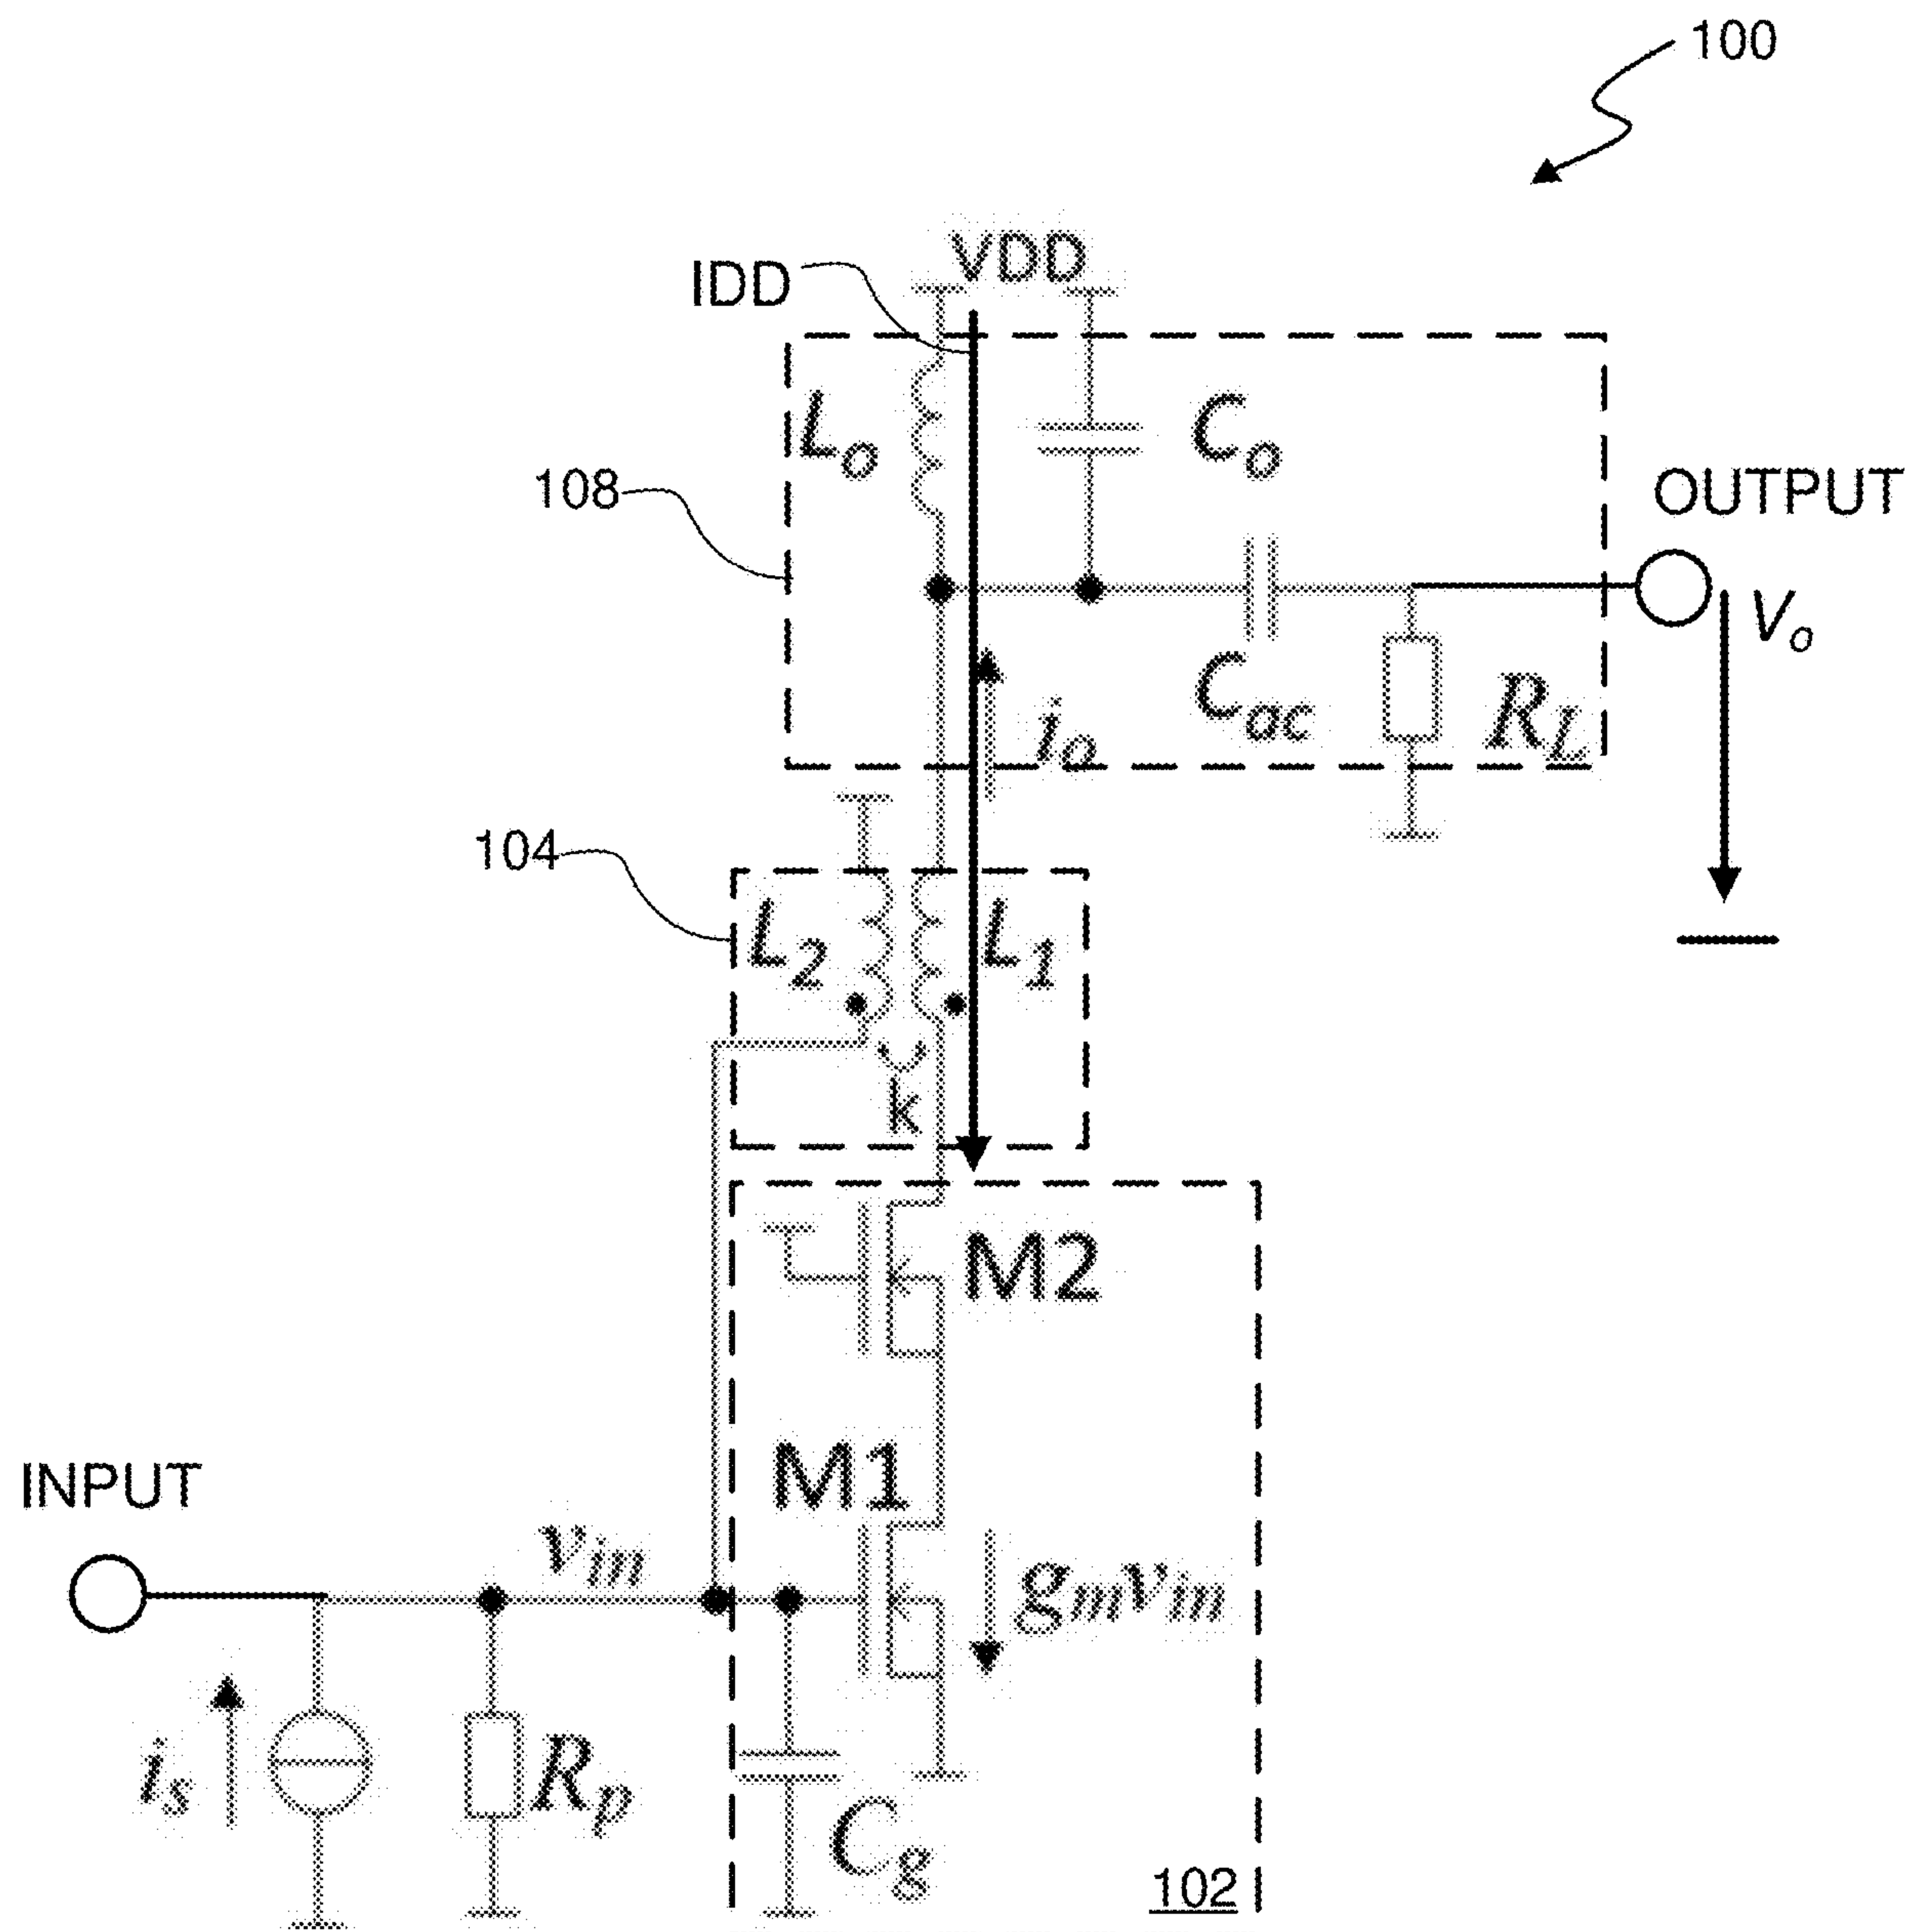 100
VDD
IDD
Lo
Co
108
OUTPUT
Vo
Cac
RL
io
104
L2
L1
k
M2
M1
INPUT
vin
gmvin
is
Rp
Cg
102